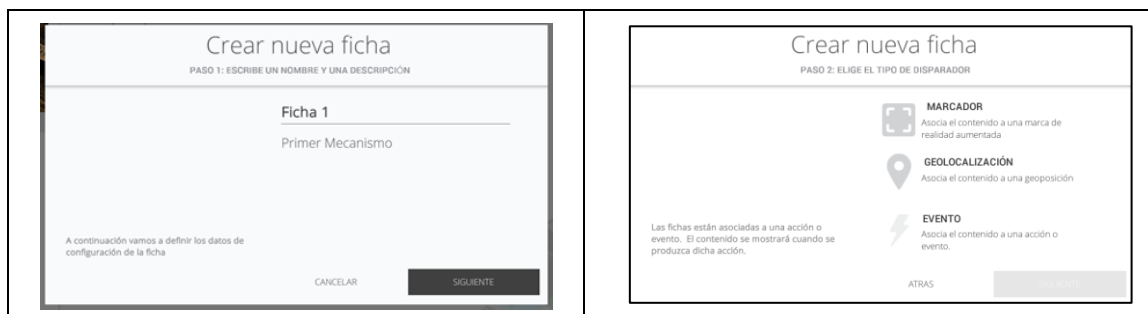 Crear nueva ficha
PASO 1: ESCRIBE UN NOMBRE Y UNA DESCRIPCIÓN
Ficha 1
Primer Mecanismo
A continuación vamos a definir los datos de
configuración de la ficha
CANCELAR
SIGUIENTE
Crear nueva ficha
PASO 2: ELIGE EL TIPO DE DISPARADOR
MARCADOR
Asocia el contenido a una marca de
realidad aumentada
GEOLOCALIZACIÓN
Asocia el contenido a una geoposición
Las fichas están asociadas a una acción o
evento. El contenido se mostrará cuando se
produzca dicha acción.
EVENTO
Asocia el contenido a una acción o
evento.
ATRAS
SIGUIENTE